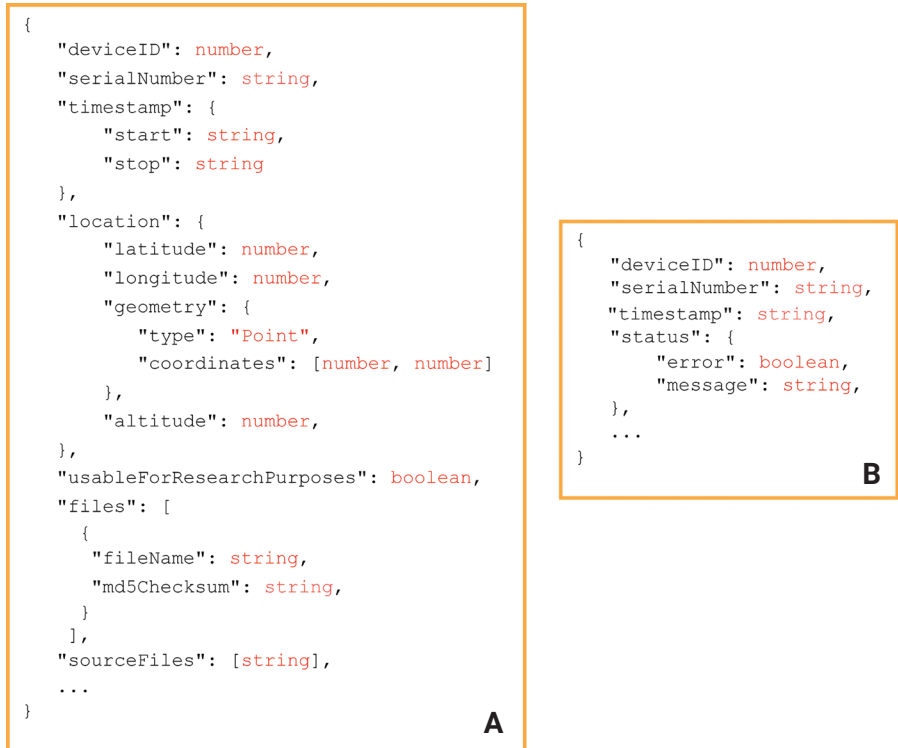 {
"deviceID": number,
"serialNumber": string,
"timestamp": {
"start": string,
"stop": string
},
"location": {
"latitude": number,
"longitude": number,
"geometry": {
"type": "Point",
"coordinates": [number, number]
},
"altitude": number,
},
"usableForResearchPurposes": boolean,
"files": [
{
"fileName": string,
"md5Checksum": string,
}
],
"sourceFiles": [string],
...
}
A
{
"deviceID": number,
"serialNumber": string,
"timestamp": string,
"status": {
"error": boolean,
"message": string,
},
...
}
B